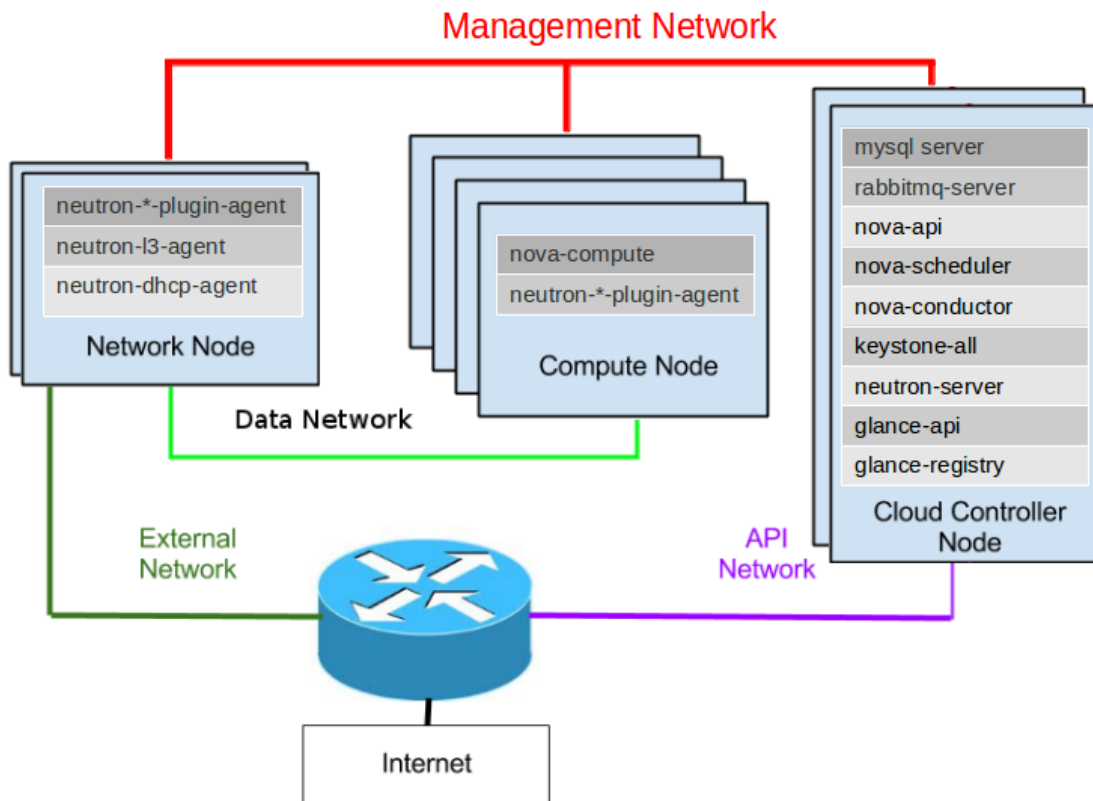 Management Network
neutron-*-plugin-agent
neutron-l3-agent
neutron-dhcp-agent
Network Node
nova-compute
neutron-*-plugin-agent
Compute Node
mysql server
rabbitmq-server
nova-api
nova-scheduler
nova-conductor
keystone-all
neutron-server
glance-api
glance-registry
Cloud Controller
Node
Data Network
External
Network
API
Network
Internet